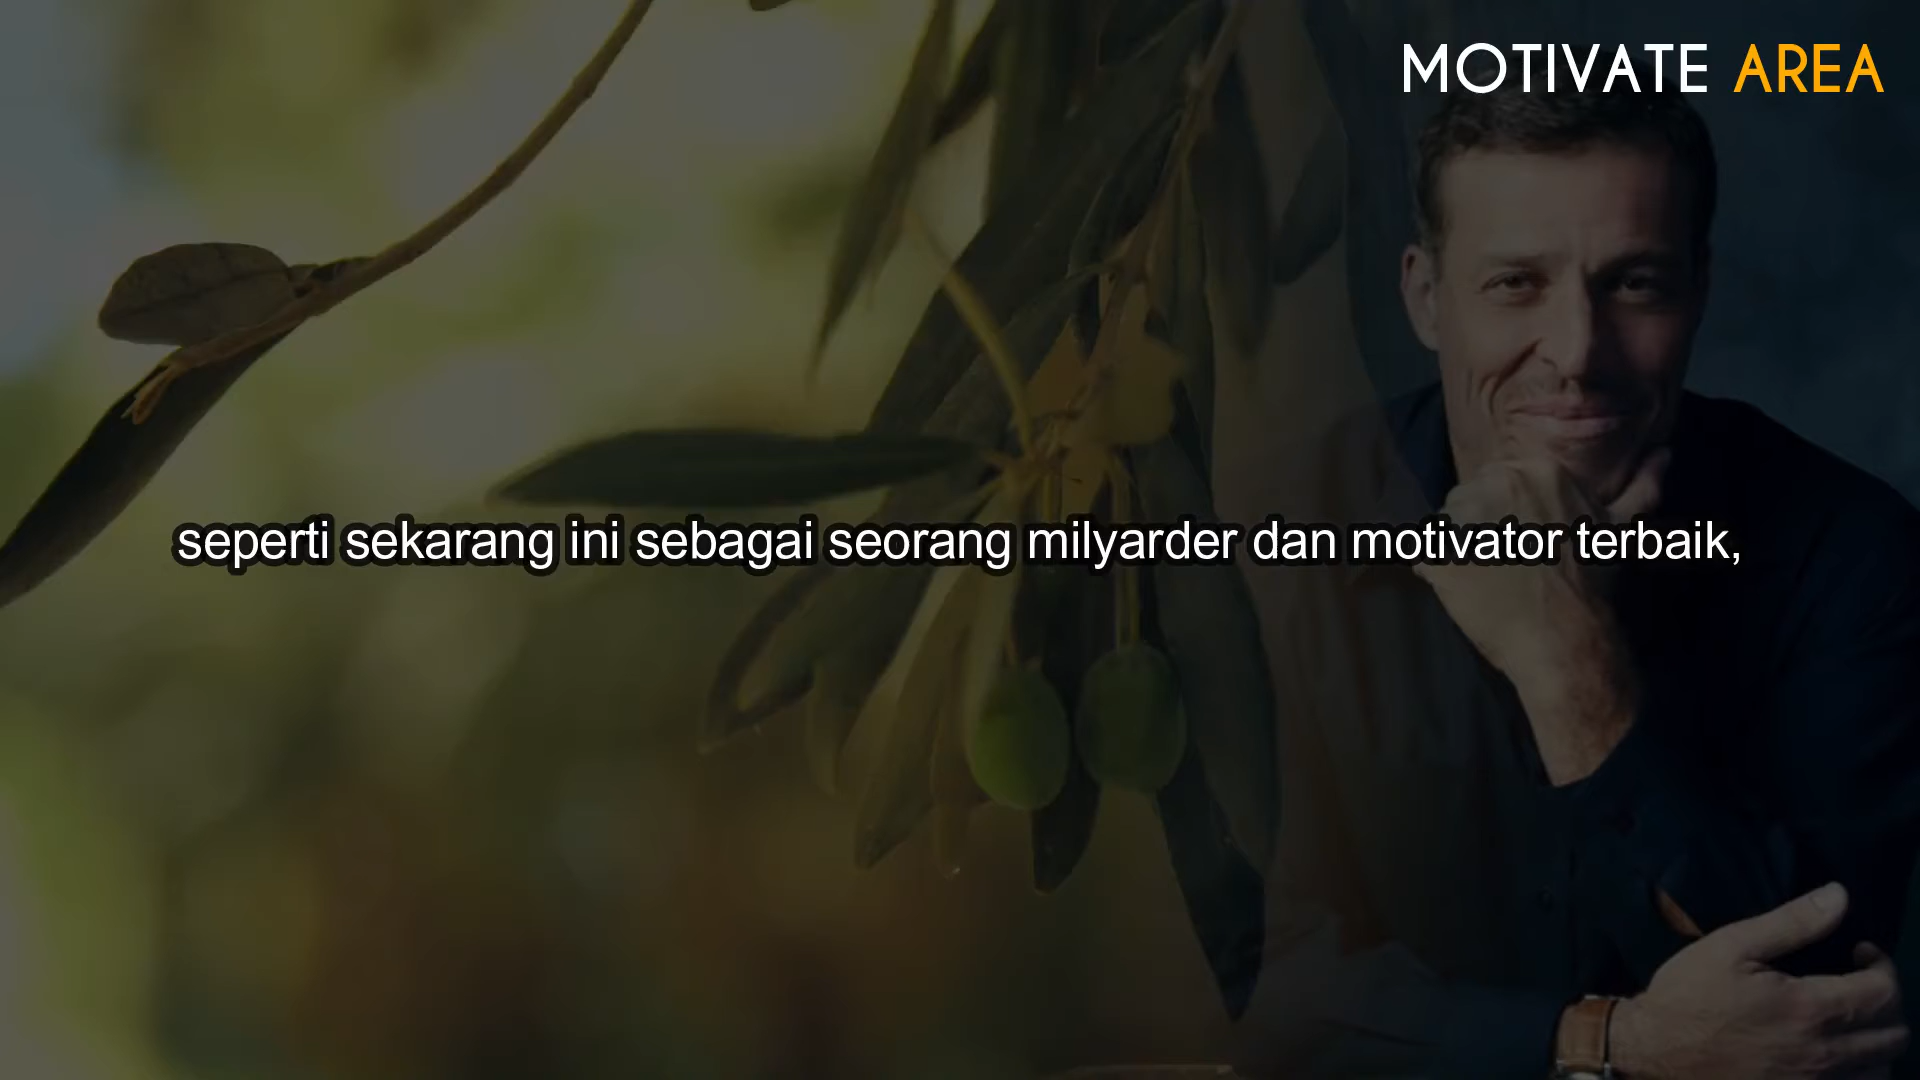 MOTIVATE AREA
seperti sekarang ini sebagai seorang milyarder dan motivator terbaik,